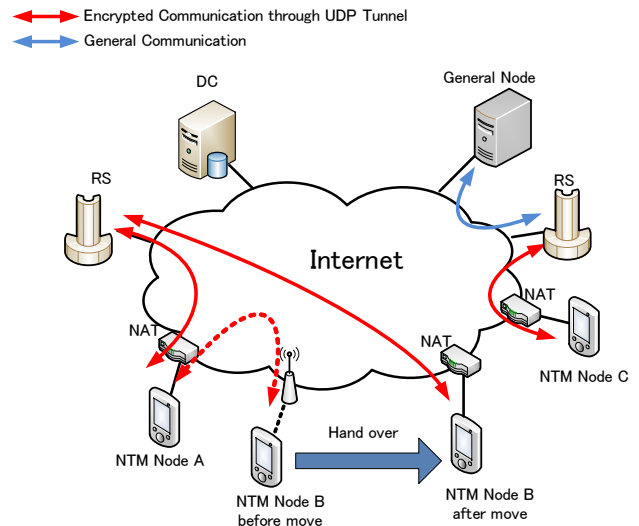 Encrypted Communication through UDP Tunnel
General Communication
DC
General Node
RS
RS
Internet
NAT
NAT
NAT
NTM Node C
Hand over
NTM Node A
NTM Node B
before move
NTM Node B
after move